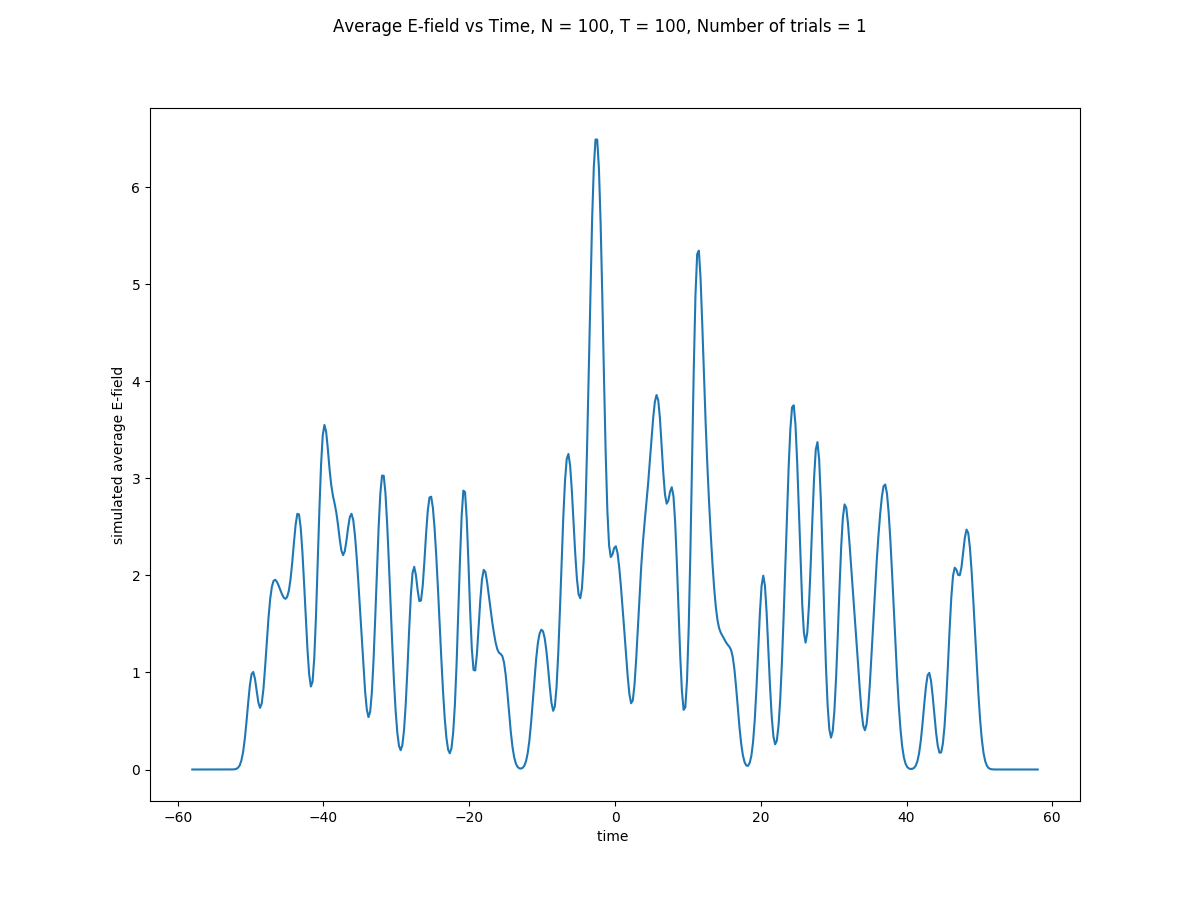 Average E-field vs Time, N = 100, T = 100, Number of trials = 1
simulated average E-field
6
5
4
3
2
1
0
−60 −40 −20 0 20 40 60
time